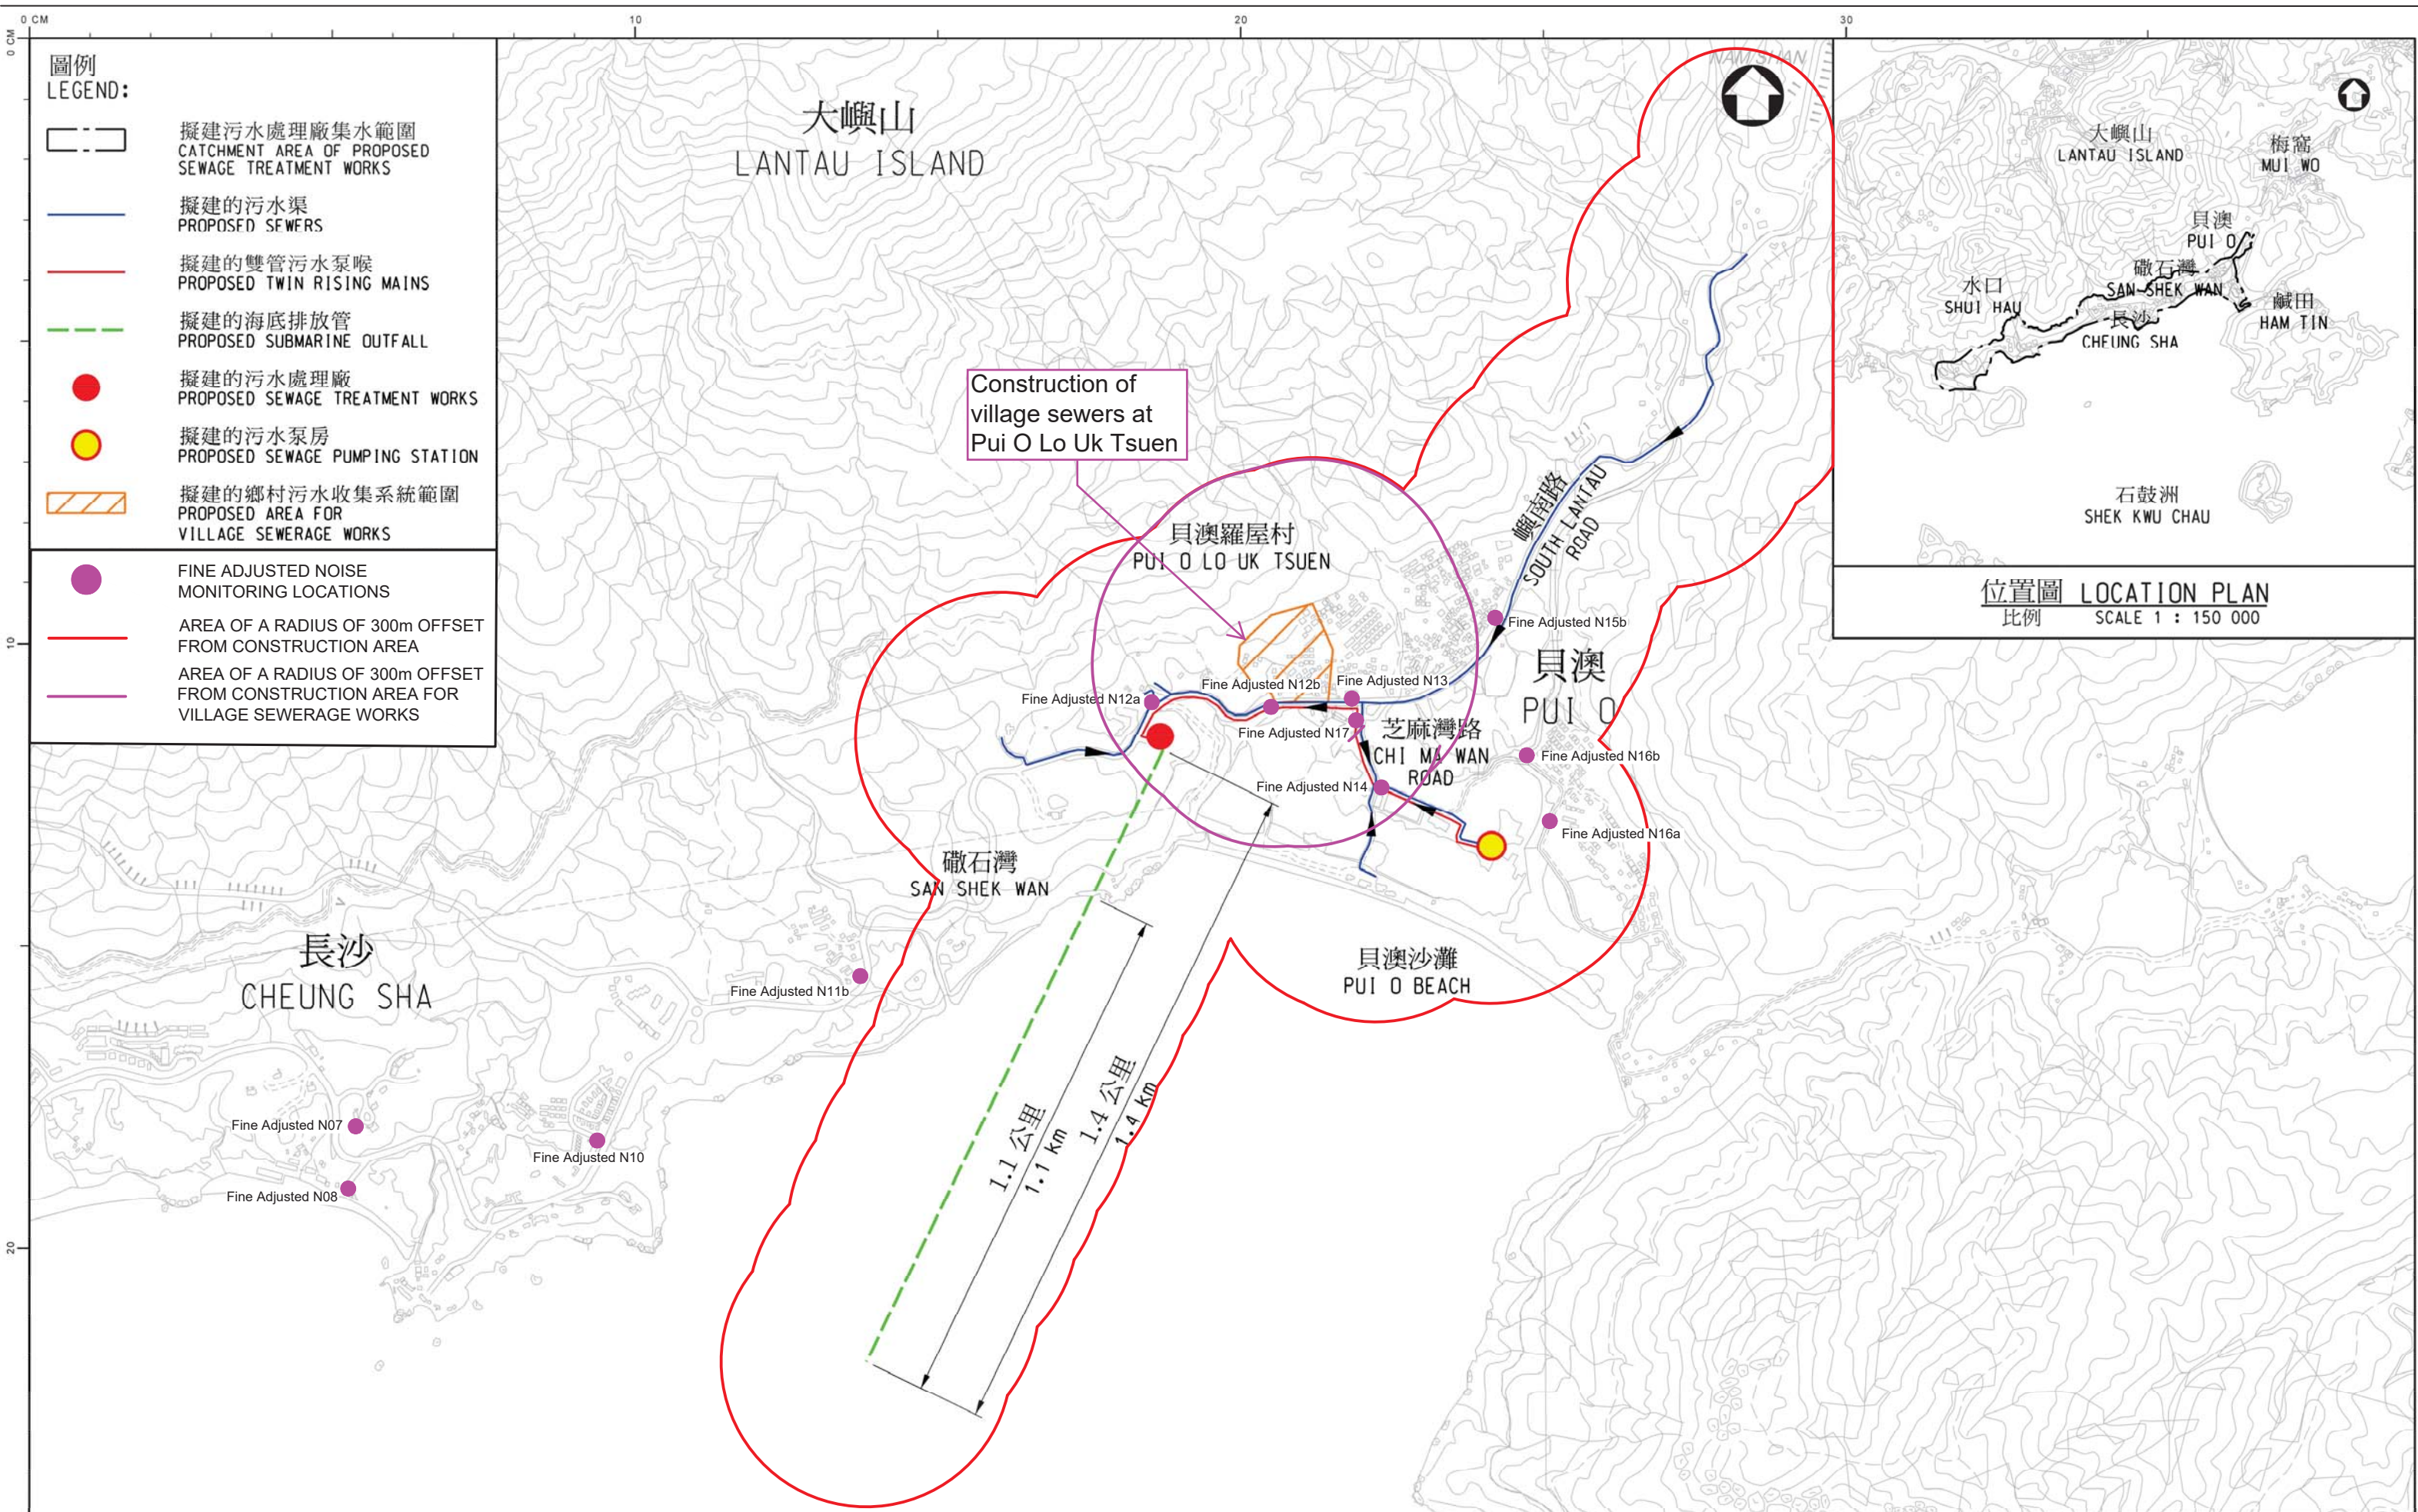 0 CM
10
20
30
0 CM
10
20
圖例
LEGEND:
擬建污水處理廠集水範圍
CATCHMENT AREA OF PROPOSED
SEWAGE TREATMENT WORKS
擬建的污水渠
PROPOSED SEWERS
擬建的雙管污水泵喉
PROPOSED TWIN RISING MAINS
擬建的海底排放管
PROPOSED SUBMARINE OUTFALL
擬建的污水處理廠
PROPOSED SEWAGE TREATMENT WORKS
擬建的污水泵房
PROPOSED SEWAGE PUMPING STATION
擬建的鄉村污水收集系統範圍
PROPOSED AREA FOR
VILLAGE SEWERAGE WORKS
FINE ADJUSTED NOISE
MONITORING LOCATIONS
AREA OF A RADIUS OF 300m OFFSET
FROM CONSTRUCTION AREA
AREA OF A RADIUS OF 300m OFFSET
FROM CONSTRUCTION AREA FOR
VILLAGE SEWERAGE WORKS
大嶼山
LANTAU ISLAND
NAM SHAN
Construction of
village sewers at
Pui O Lo Uk Tsuen
貝澳羅屋村
PUI O LO UK TSUEN
嶼南路
SOUTH LANTAU
ROAD
Fine Adjusted N15b
貝澳
PUI O
Fine Adjusted N12a
Fine Adjusted N12b
Fine Adjusted N13
Fine Adjusted N17
芝麻灣路
CHI MA WAN
ROAD
Fine Adjusted N16b
Fine Adjusted N14
Fine Adjusted N16a
磡石灣
SAN SHEK WAN
貝澳沙灘
PUI O BEACH
長沙
CHEUNG SHA
Fine Adjusted N11b
Fine Adjusted N07
Fine Adjusted N10
Fine Adjusted N08
1.1 公里
1.1 km
1.4 公里
1.4 km
大嶼山
LANTAU ISLAND
梅窩
MUI WO
貝澳
PUI O
磡石灣
SAN SHEK WAN
水口
SHUI HAU
鹹田
HAM TIN
長沙
CHEUNG SHA
石鼓洲
SHEK KWU CHAU
位置圖 LOCATION PLAN
比例 SCALE 1 : 150 000